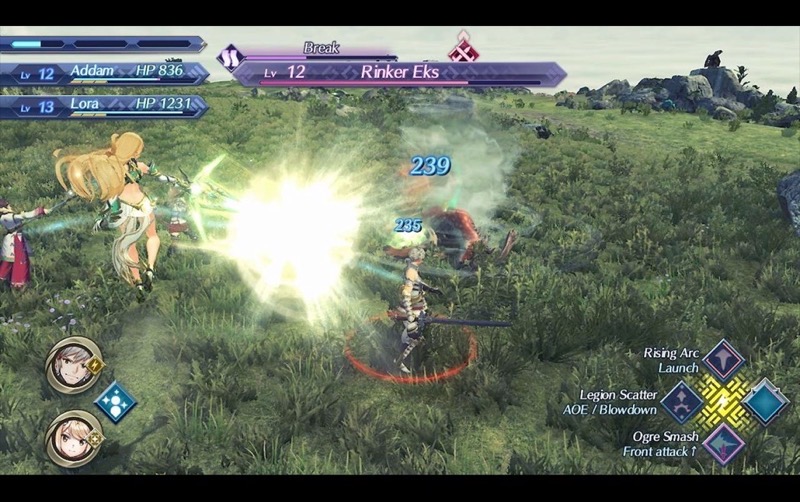 Break
Lv 12 Addam HP 836
Lv 12 Rinker Eks
Lv 13 Lora HP 1231
239
235
Rising Arc
Launch
Legion Scatter
AOE / Blowdown
Ogre Smash
Front attack↑